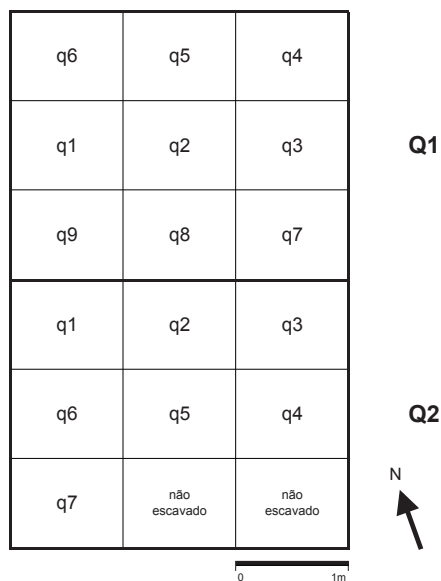 q6 q5 q4
q1 q2 q3
Q1
q9 q8 q7
q1 q2 q3
q6 q5 q4
Q2
N
q7
não
escavado
não
escavado
0 1m